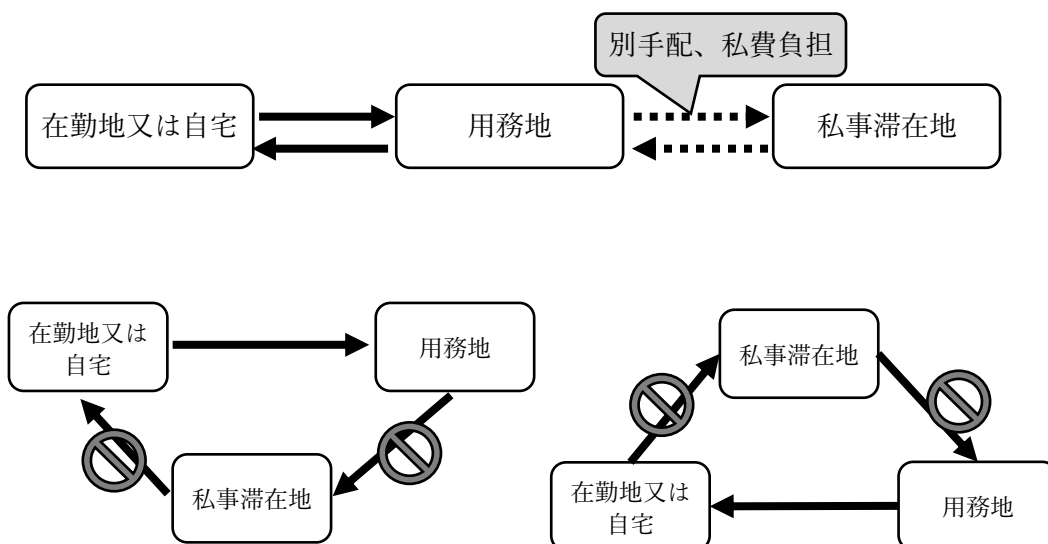 別手配、私費負担
在勤地又は自宅
用務地
私事滞在地
在勤地又は
自宅
用務地
私事滞在地
私事滞在地
在勤地又は
自宅
用務地